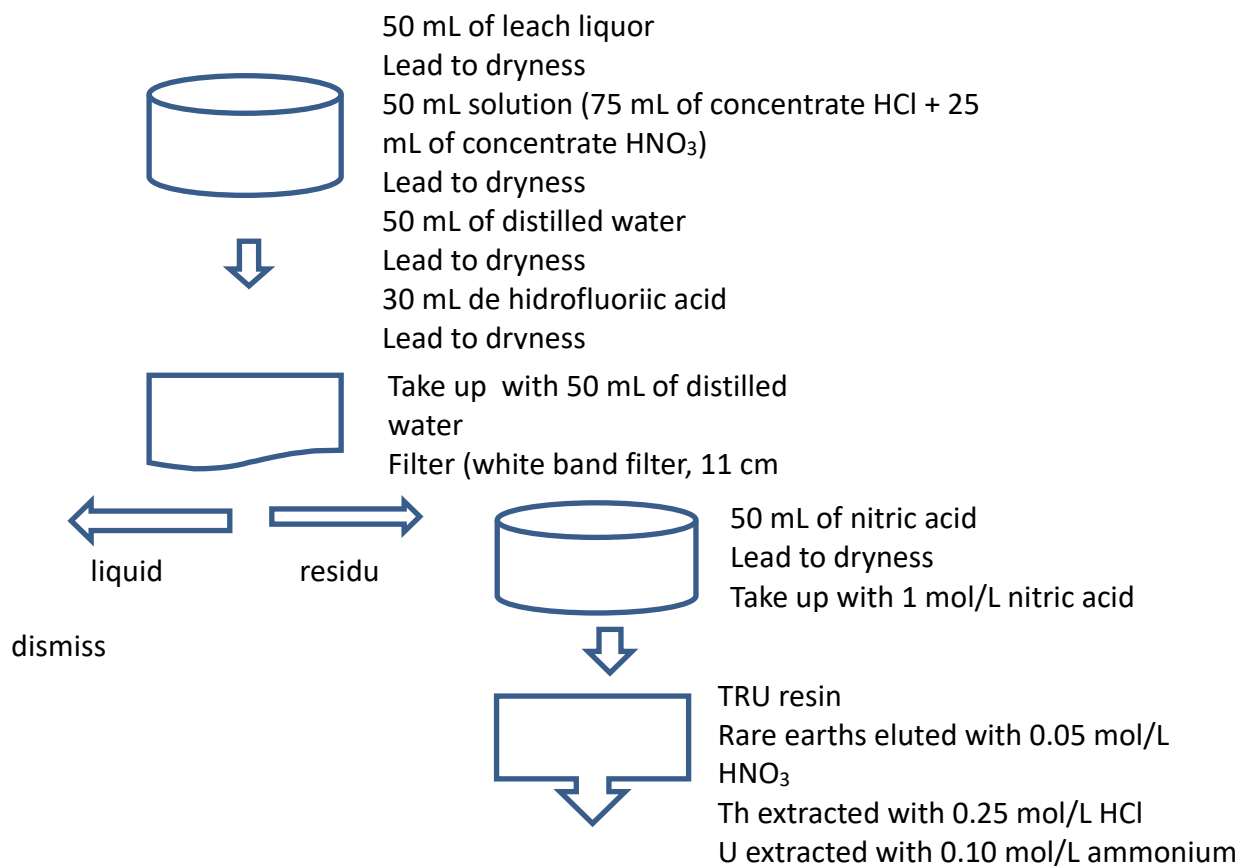 50 mL of leach liquor
Lead to dryness
50 mL solution (75 mL of concentrate HCl + 25
mL of concentrate HNO₃)
Lead to dryness
50 mL of distilled water
Lead to dryness
30 mL de hidrofluoriic acid
Lead to dryness
Take up with 50 mL of distilled
water
Filter (white band filter, 11 cm
liquid residu
dismiss
50 mL of nitric acid
Lead to dryness
Take up with 1 mol/L nitric acid
TRU resin
Rare earths eluted with 0.05 mol/L
HNO₃
Th extracted with 0.25 mol/L HCl
U extracted with 0.10 mol/L ammonium